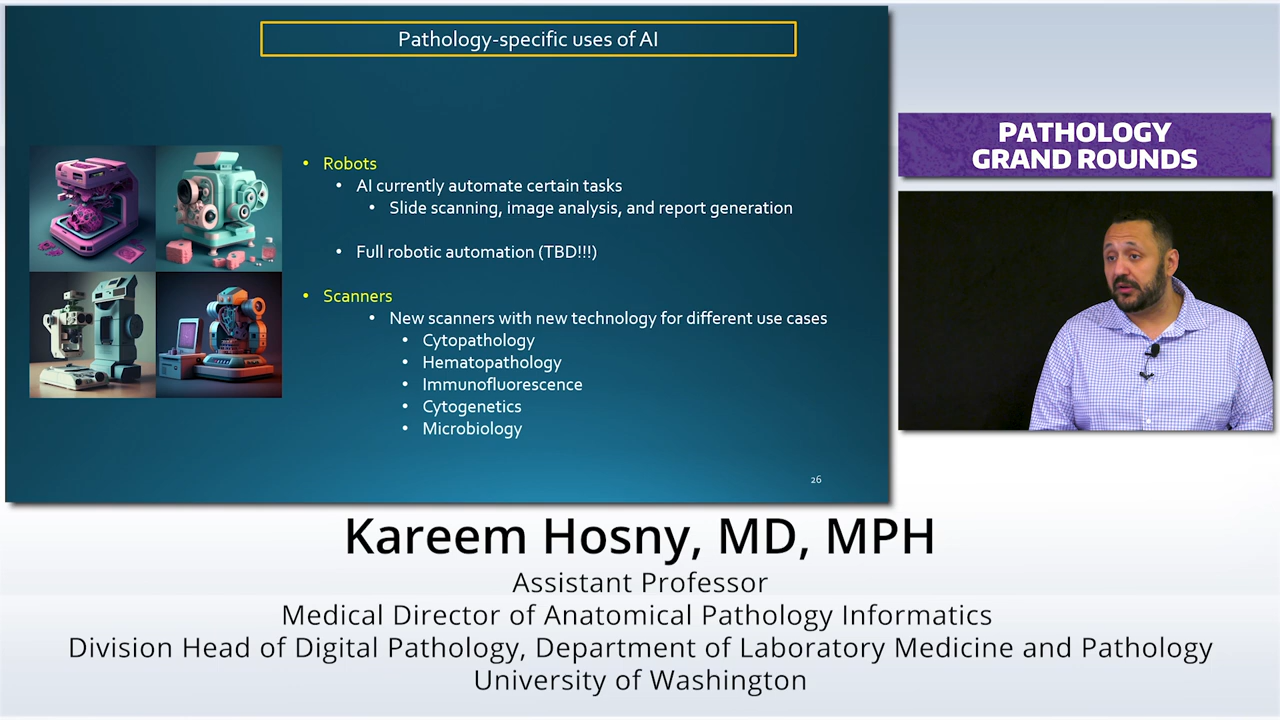 Pathology-specific uses of AI
• Robots
• AI currently automate certain tasks
• Slide scanning, image analysis, and report generation
• Full robotic automation (TBD!!!)
• Scanners
• New scanners with new technology for different use cases
• Cytopathology
• Hematopathology
• Immunofluorescence
• Cytogenetics
• Microbiology
26
PATHOLOGY
GRAND ROUNDS
Kareem Hosny, MD, MPH
Assistant Professor
Medical Director of Anatomical Pathology Informatics
Division Head of Digital Pathology, Department of Laboratory Medicine and Pathology
University of Washington